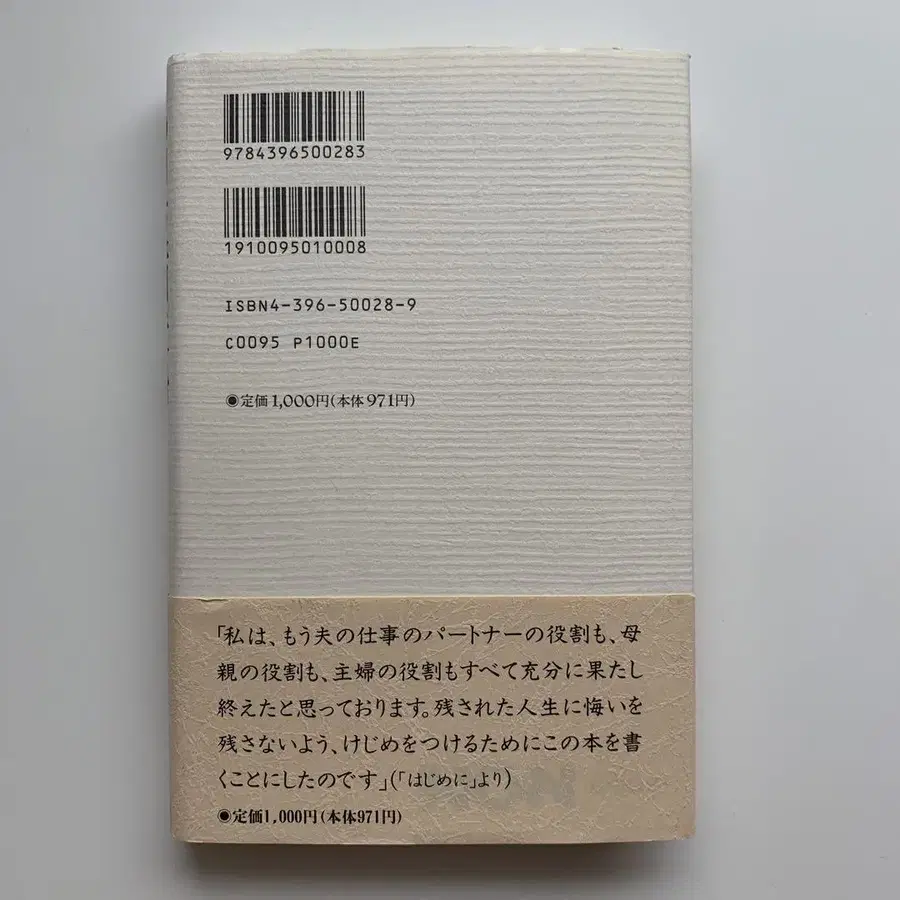 9784396500283
1910095010008
ISBN4-396-50028-9
C0095 P1000E
◉定価1,000円(本体971円)
「私は、もう夫の仕事のパートナーの役割も、母
親の役割も、主婦の役割もすべて充分に果たし
終えたと思っております。残された人生に悔いを
残さないよう、けじめをつけるためにこの本を書
くことにしたのです」(「はじめに」より)
◉定価1,000円(本体971円)